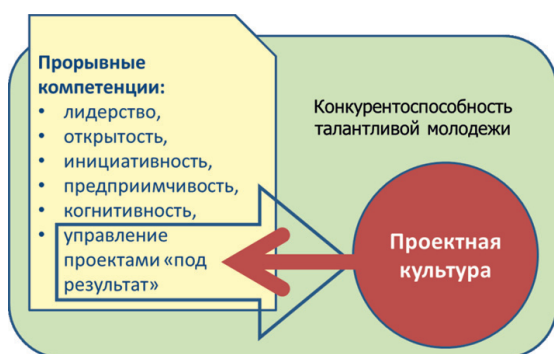 Прорывные
компетенции:
• лидерство,
• открытость,
• инициативность,
• предприимчивость,
• когнитивность,
• управление
проектами «под
результат»
Конкурентоспособность
талантливой молодежи
Проектная
культура